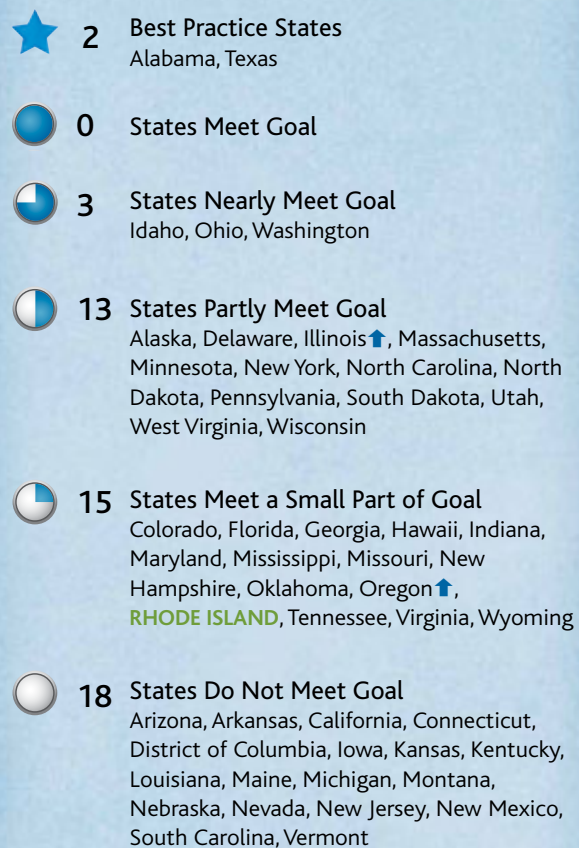 2 Best Practice States
Alabama, Texas
0 States Meet Goal
3 States Nearly Meet Goal
Idaho, Ohio, Washington
13 States Partly Meet Goal
Alaska, Delaware, Illinois⬆, Massachusetts,
Minnesota, New York, North Carolina, North
Dakota, Pennsylvania, South Dakota, Utah,
West Virginia, Wisconsin
15 States Meet a Small Part of Goal
Colorado, Florida, Georgia, Hawaii, Indiana,
Maryland, Mississippi, Missouri, New
Hampshire, Oklahoma, Oregon⬆,
RHODE ISLAND, Tennessee, Virginia, Wyoming
18 States Do Not Meet Goal
Arizona, Arkansas, California, Connecticut,
District of Columbia, Iowa, Kansas, Kentucky,
Louisiana, Maine, Michigan, Montana,
Nebraska, Nevada, New Jersey, New Mexico,
South Carolina, Vermont